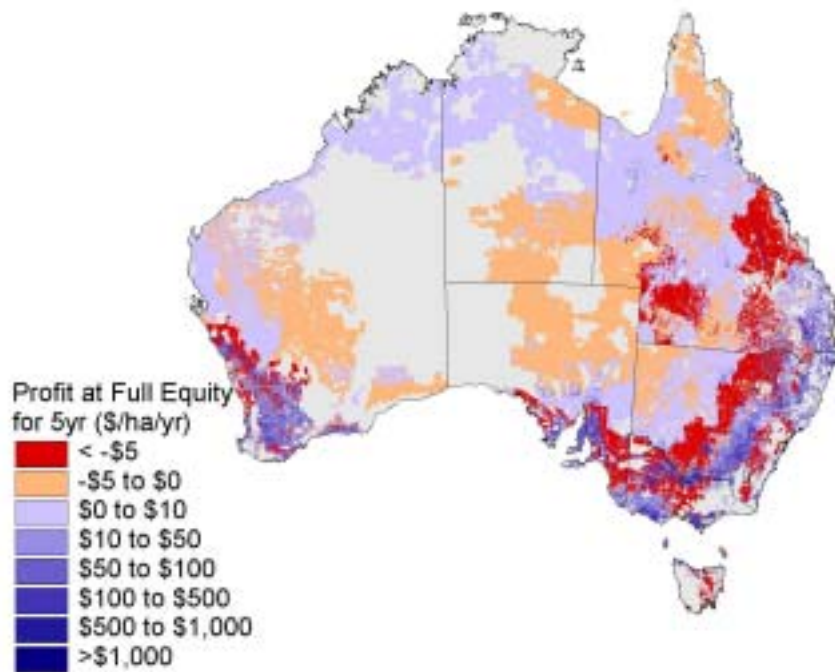 Profit at Full Equity
for 5yr ($/ha/yr)
< -$5
-$5 to $0
$0 to $10
$10 to $50
$50 to $100
$100 to $500
$500 to $1,000
>$1,000